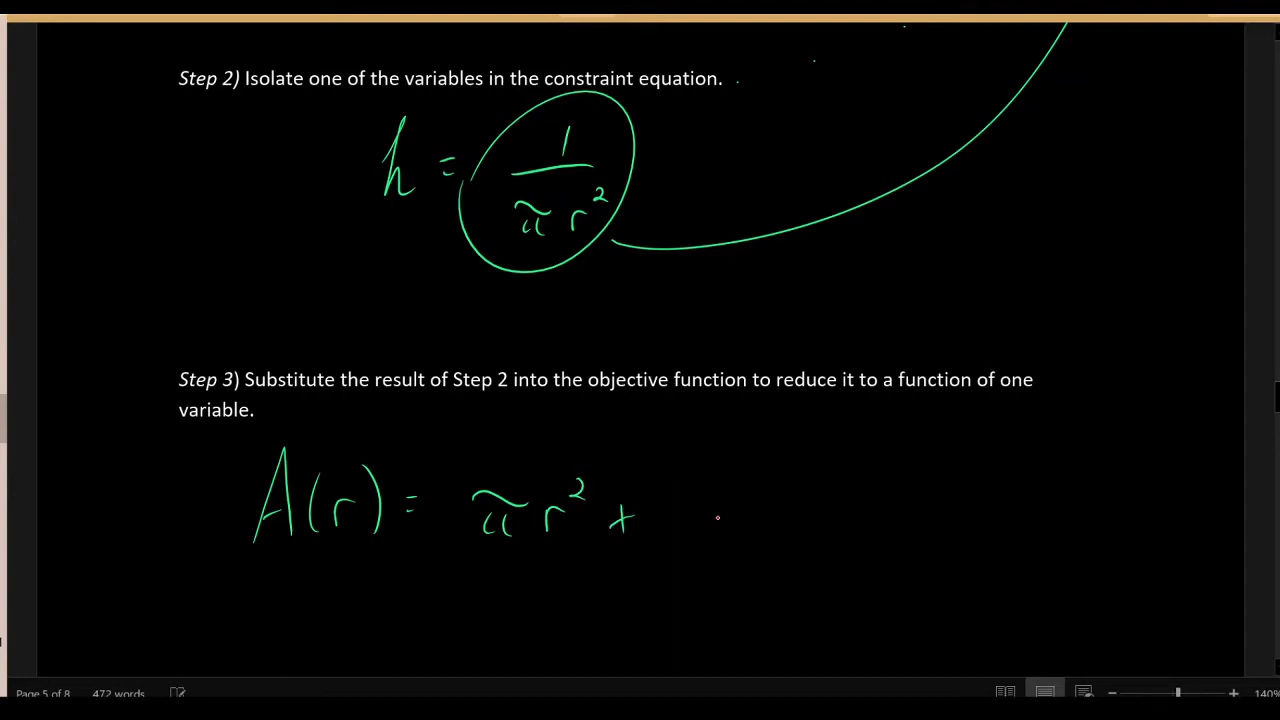 Step 2) Isolate one of the variables in the constraint equation.
h = 1/πr²
Step 3) Substitute the result of Step 2 into the objective function to reduce it to a function of one
variable.
A(r) = πr² +
Page 5 of 8 472 words 140%